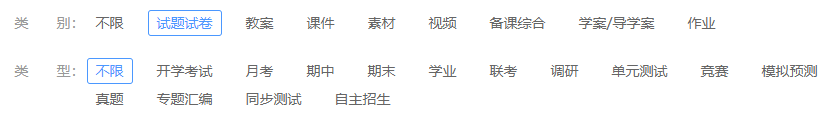 类 别： 不限 试题试卷 教案 课件 素材 视频 备课综合 学案/导学案 作业
类 型： 不限 开学考试 月考 期中 期末 学业 联考 调研 单元测试 竞赛 模拟预测
真题 专题汇编 同步测试 自主招生